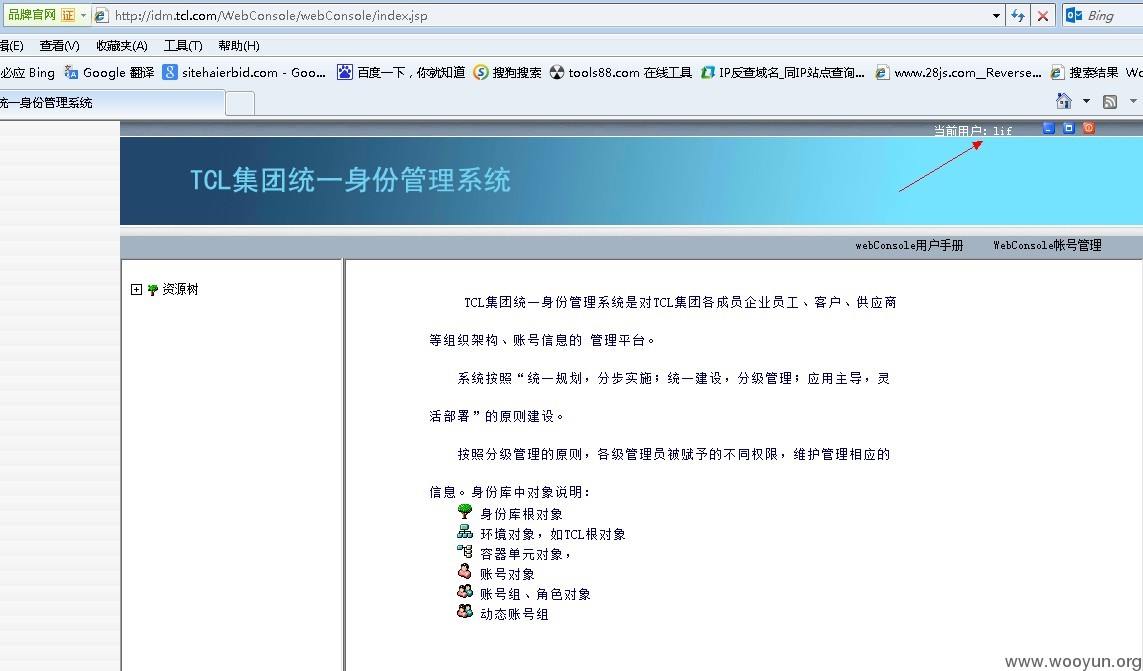 品牌官网 证 http://idm.tcl.com/WebConsole/webConsole/index.jsp Bing
辑(E) 查看(V) 收藏夹(A) 工具(T) 帮助(H)
必应 Bing Google 翻译 sitehaierbid.com - Goo... 百度一下，你就知道 搜狗搜索 tools88.com 在线工具 IP反查域名_同IP站点查询... www.28js.com__Reverse... 搜索结果 Wo
统一身份管理系统
当前用户：lif
TCL集团统一身份管理系统
webConsole用户手册 WebConsole帐号管理
资源树
TCL集团统一身份管理系统是对TCL集团各成员企业员工、客户、供应商
等组织架构、账号信息的 管理平台。
系统按照“统一规划，分步实施；统一建设，分级管理；应用主导，灵
活部署”的原则建设。
按照分级管理的原则，各级管理员被赋予的不同权限，维护管理相应的
信息。身份库中对象说明：
身份库根对象
环境对象，如TCL根对象
容器单元对象，
账号对象
账号组、角色对象
动态账号组
www.wooyun.org